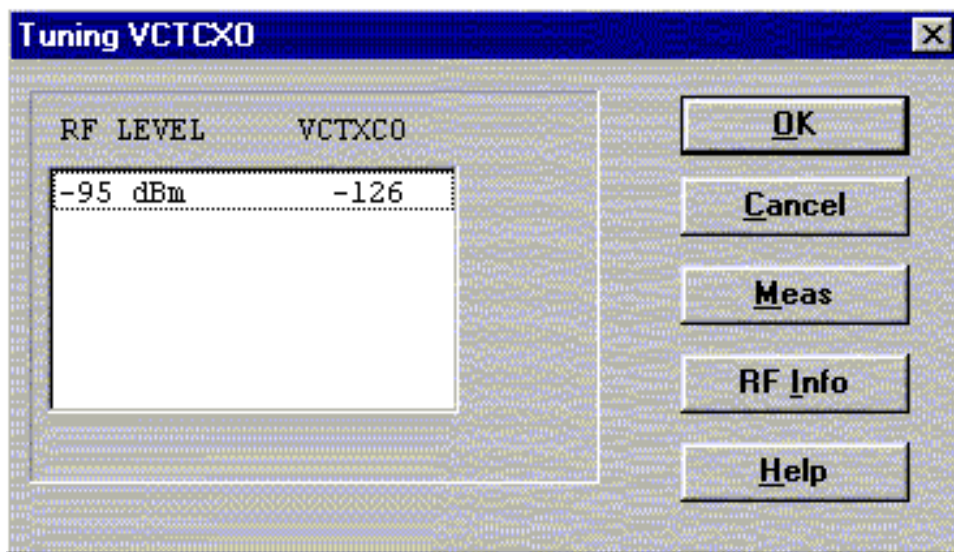 Tuning VCTCXO
RF LEVEL VCTXCO
-95 dBm -126
OK
Cancel
Meas
RF Info
Help